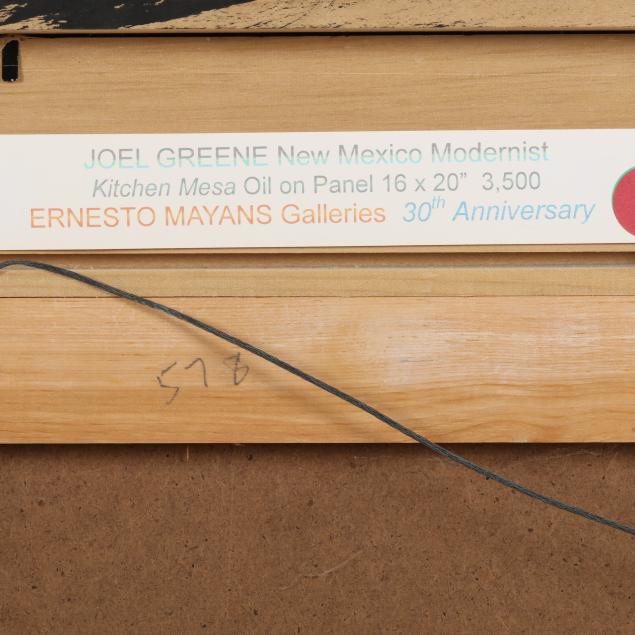 JOEL GREENE New Mexico Modernist
Kitchen Mesa Oil on Panel 16 x 20” 3,500
ERNESTO MAYANS Galleries 30th Anniversary
578